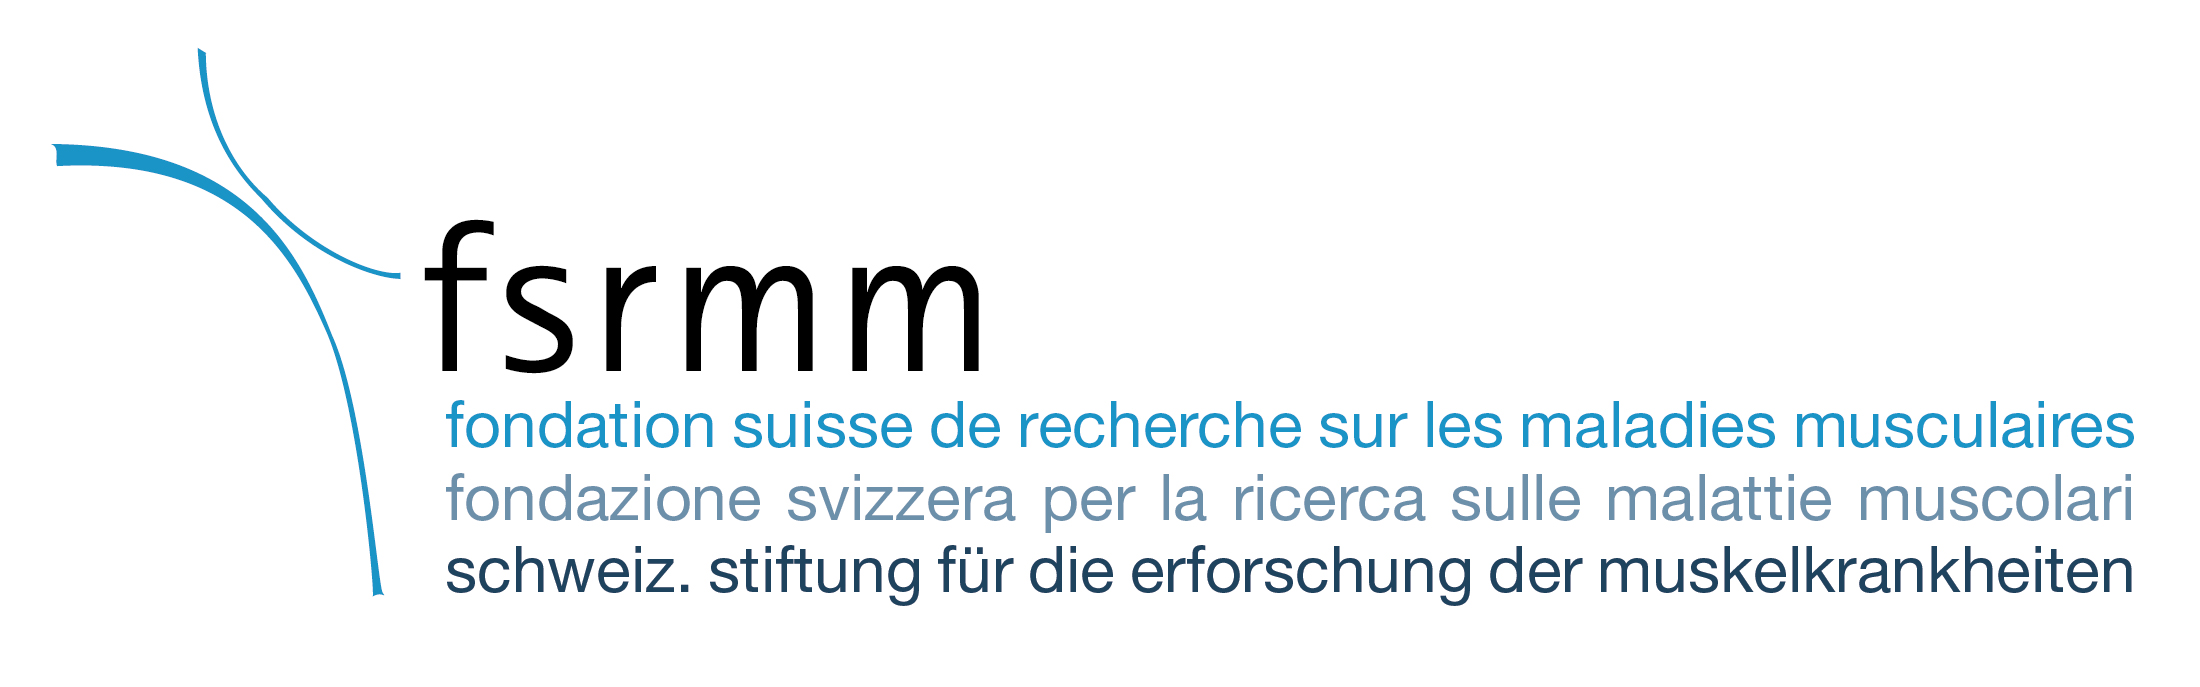 fsrmm
fondation suisse de recherche sur les maladies musculaires
fondazione svizzera per la ricerca sulle malattie muscolari
schweiz. stiftung für die erforschung der muskelkrankheiten